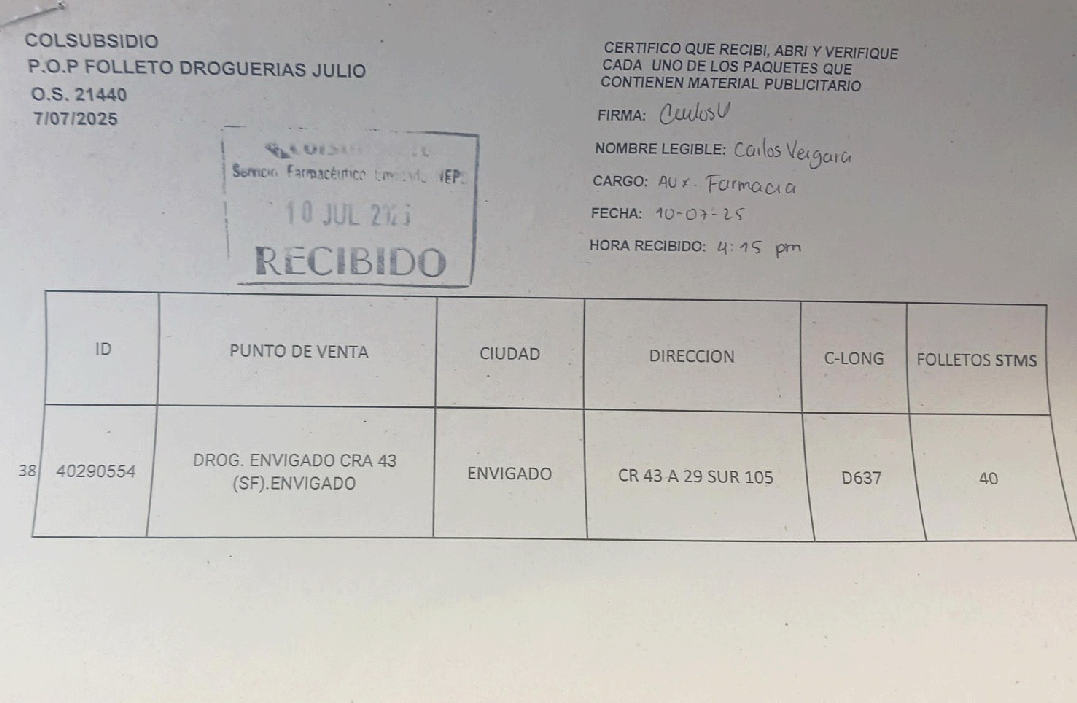 COLSUBSIDIO
P.O.P FOLLETO DROGUERIAS JULIO
O.S. 21440
7/07/2025
CERTIFICO QUE RECIBI, ABRI Y VERIFIQUE
CADA UNO DE LOS PAQUETES QUE
CONTIENEN MATERIAL PUBLICITARIO
FIRMA: CarlosV
NOMBRE LEGIBLE: Carlos Vergara
CARGO: AUX. Farmacia
FECHA: 10-07-25
HORA RECIBIDO: 4:15 pm
Servicio Farmacéutico
10 JUL
RECIBIDO
ID
PUNTO DE VENTA
CIUDAD
DIRECCION
C-LONG
FOLLETOS STMS
38
40290554
DROG. ENVIGADO CRA 43
(SF).ENVIGADO
ENVIGADO
CR 43 A 29 SUR 105
D637
40